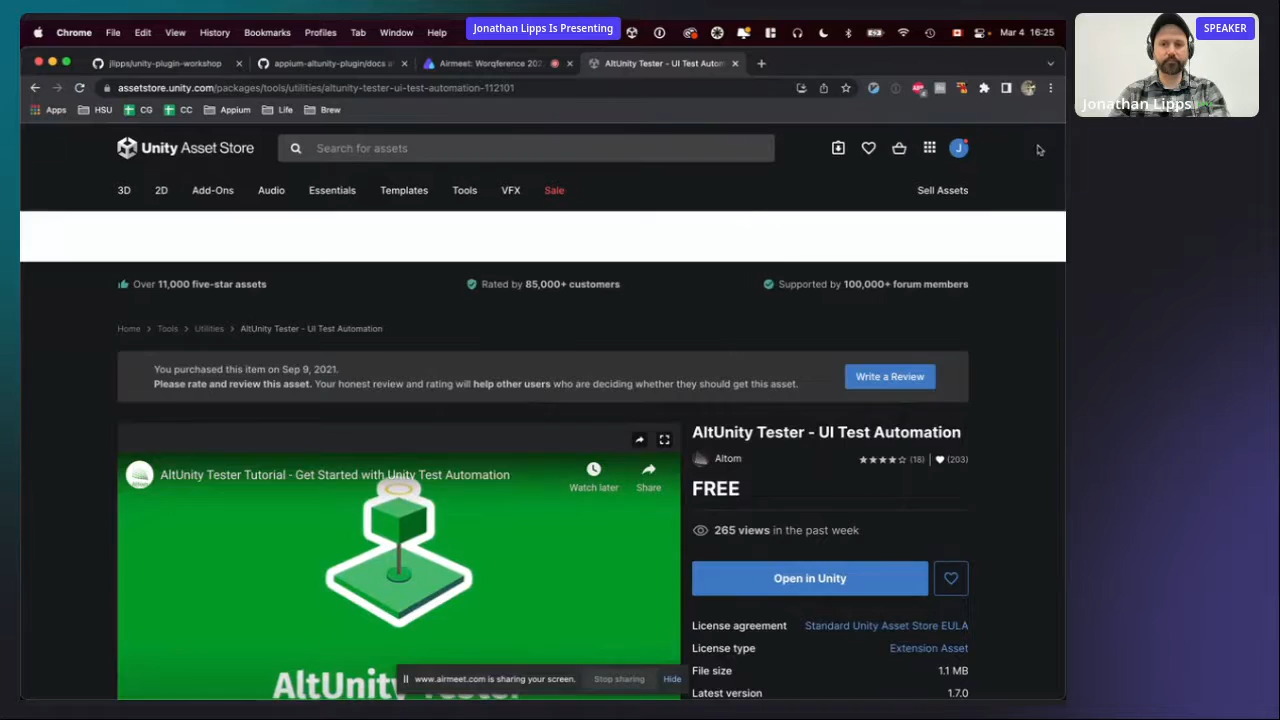 Jonathan Lipps Is Presenting
SPEAKER
Jonathan Lipps
Chrome File Edit View History Bookmarks Profiles Tab Window Help Mar 4 16:25
jlipps/unity-plugin-workshop
appium-altunity-plugin/docs a
Airmeet: Worqference 202
AltUnity Tester - UI Test Autom
assetstore.unity.com/packages/tools/utilities/altunity-tester-ui-test-automation-112101
Apps HSU CG CC Appium Life Brew
Unity Asset Store
Search for assets
J
3D 2D Add-Ons Audio Essentials Templates Tools VFX Sale Sell Assets
Over 11,000 five-star assets
Rated by 85,000+ customers
Supported by 100,000+ forum members
Home > Tools > Utilities > AltUnity Tester - UI Test Automation
You purchased this item on Sep 9, 2021.
Please rate and review this asset. Your honest review and rating will help other users who are deciding whether they should get this asset.
Write a Review
AltUnity Tester Tutorial - Get Started with Unity Test Automation
Watch later
Share
AltUnity Tester
AltUnity Tester - UI Test Automation
Altom
(18) | (203)
FREE
265 views in the past week
Open in Unity
License agreement Standard Unity Asset Store EULA
License type Extension Asset
File size 1.1 MB
Latest version 1.7.0
www.airmeet.com is sharing your screen. Stop sharing Hide